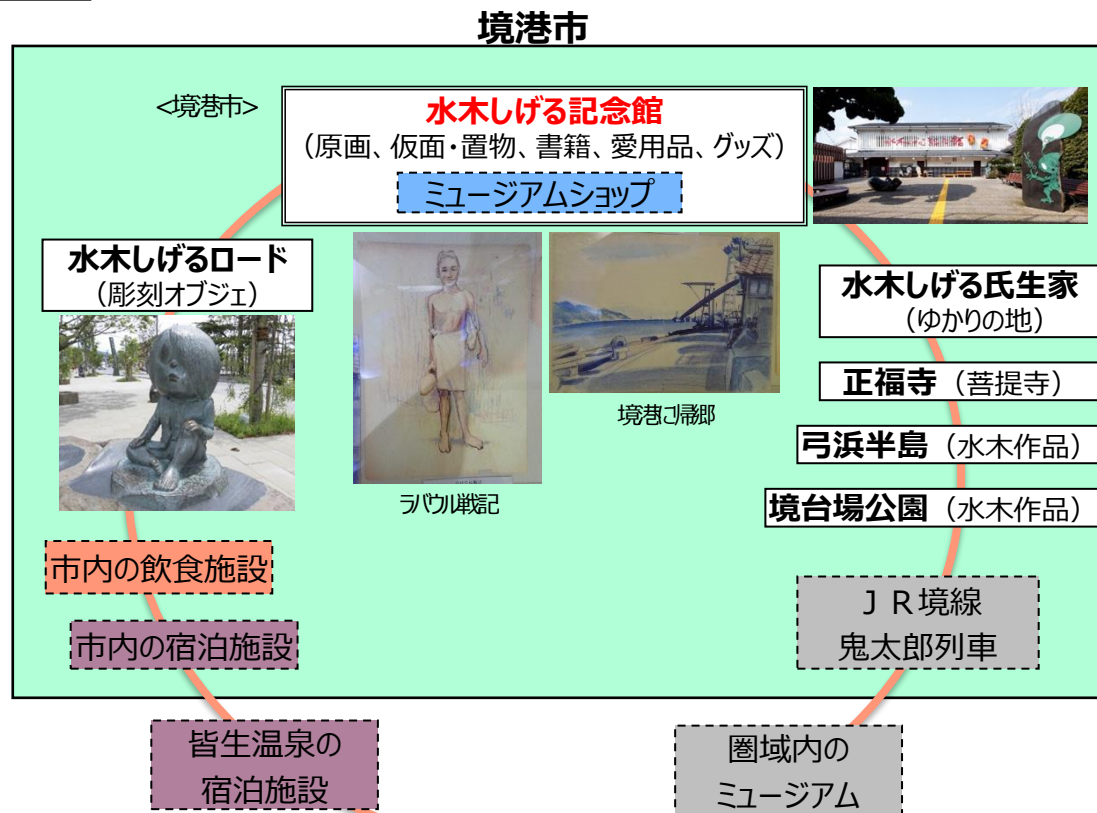 境港市
<境港市>
水木しげる記念館
（原画、仮面・置物、書籍、愛用品、グッズ）
ミュージアムショップ
水木しげるロード
（彫刻オブジェ）
水木しげる氏生家
（ゆかりの地）
正福寺（菩提寺）
弓浜半島（水木作品）
境台場公園（水木作品）
境港に帰郷
ラバウル戦記
市内の飲食施設
市内の宿泊施設
ＪＲ境線
鬼太郎列車
皆生温泉の
宿泊施設
圏域内の
ミュージアム